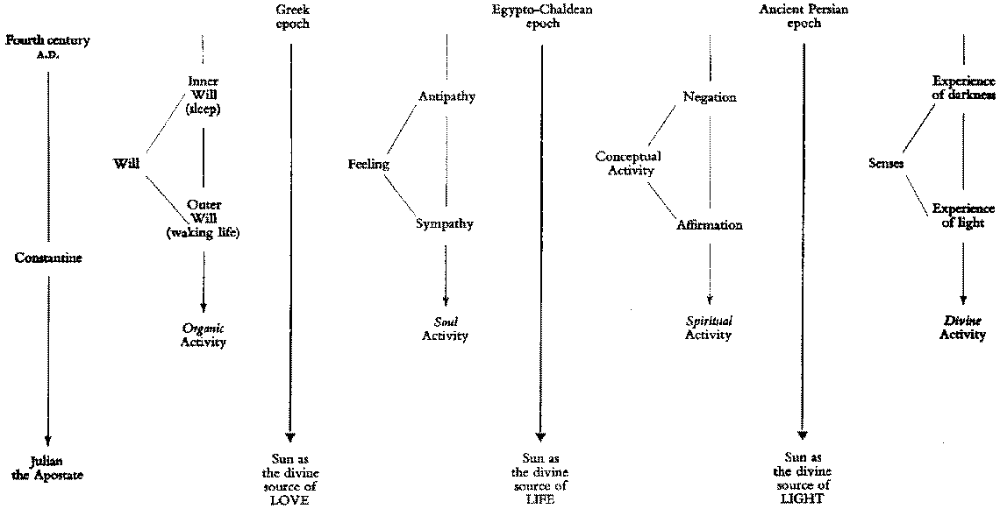 Fourth century
A.D.
Constantine
Julian
the Apostate
Will
Inner
Will
(sleep)
Outer
Will
(waking life)
Organic
Activity
Greek
epoch
Sun as
the divine
source of
LOVE
Feeling
Antipathy
Sympathy
Soul
Activity
Egypto-Chaldean
epoch
Sun as
the divine
source of
LIFE
Conceptual
Activity
Negation
Affirmation
Spiritual
Activity
Ancient Persian
epoch
Sun as
the divine
source of
LIGHT
Senses
Experience
of darkness
Experience
of light
Divine
Activity